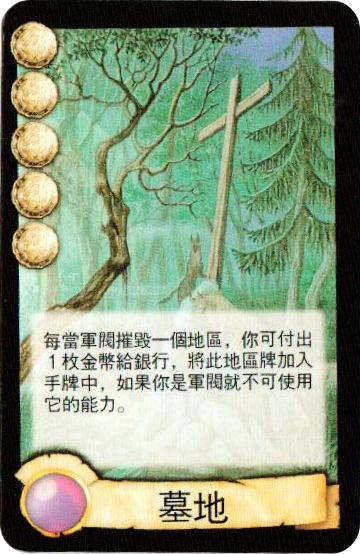 每當軍閥摧毀一個地區，你可付出
1枚金幣給銀行，將此地區牌加入
手牌中，如果你是軍閥就不可使用
它的能力。
墓地